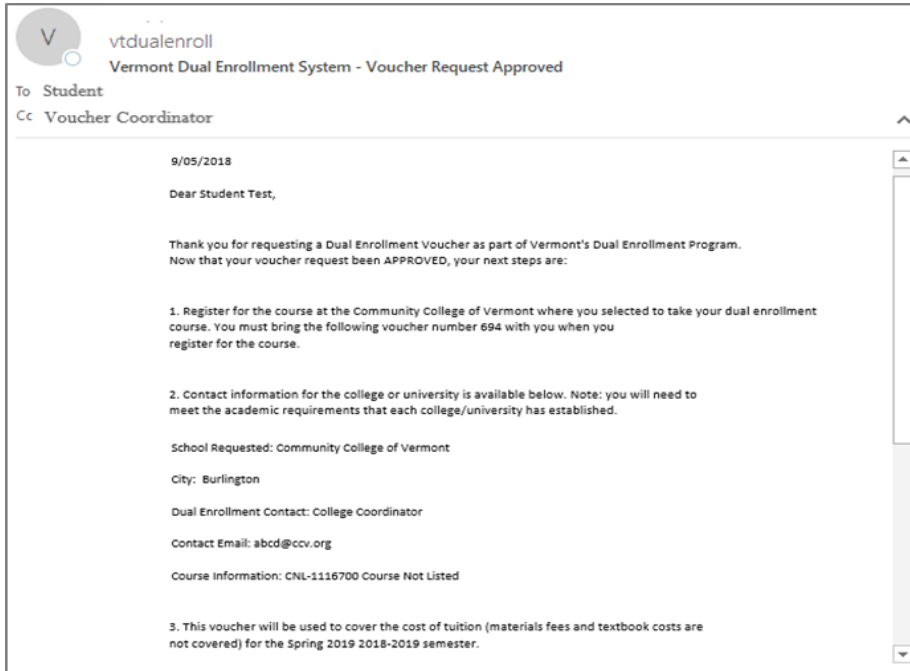 V
vtdualenroll
Vermont Dual Enrollment System - Voucher Request Approved
To Student
Cc Voucher Coordinator
9/05/2018
Dear Student Test,
Thank you for requesting a Dual Enrollment Voucher as part of Vermont's Dual Enrollment Program.
Now that your voucher request been APPROVED, your next steps are:
1. Register for the course at the Community College of Vermont where you selected to take your dual enrollment
course. You must bring the following voucher number 694 with you when you
register for the course.
2. Contact information for the college or university is available below. Note: you will need to
meet the academic requirements that each college/university has established.
School Requested: Community College of Vermont
City: Burlington
Dual Enrollment Contact: College Coordinator
Contact Email: abcd@ccv.org
Course Information: CNL-1116700 Course Not Listed
3. This voucher will be used to cover the cost of tuition (materials fees and textbook costs are
not covered) for the Spring 2019 2018-2019 semester.